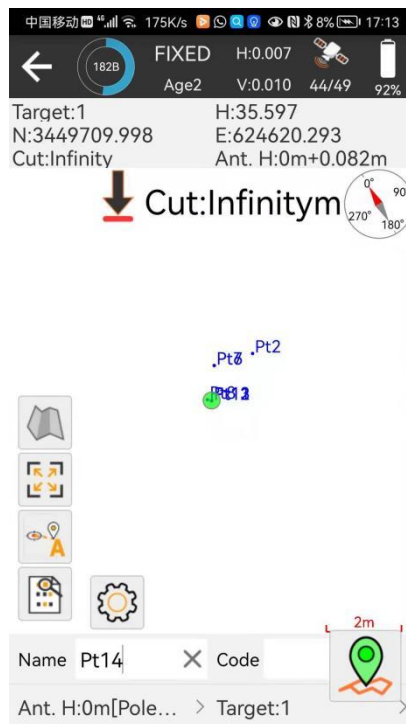 中国移动 HD 4G 175K/s 8% 17:13
182B FIXED H:0.007
Age2 V:0.010 44/49 92%
Target:1 H:35.597
N:3449709.998 E:624620.293
Cut:Infinity Ant. H:0m+0.082m
Cut:Infinitym
0° 90 180° 270°
Pt2
2m
Name Pt14 Code
Ant. H:0m[Pole... > Target:1 >